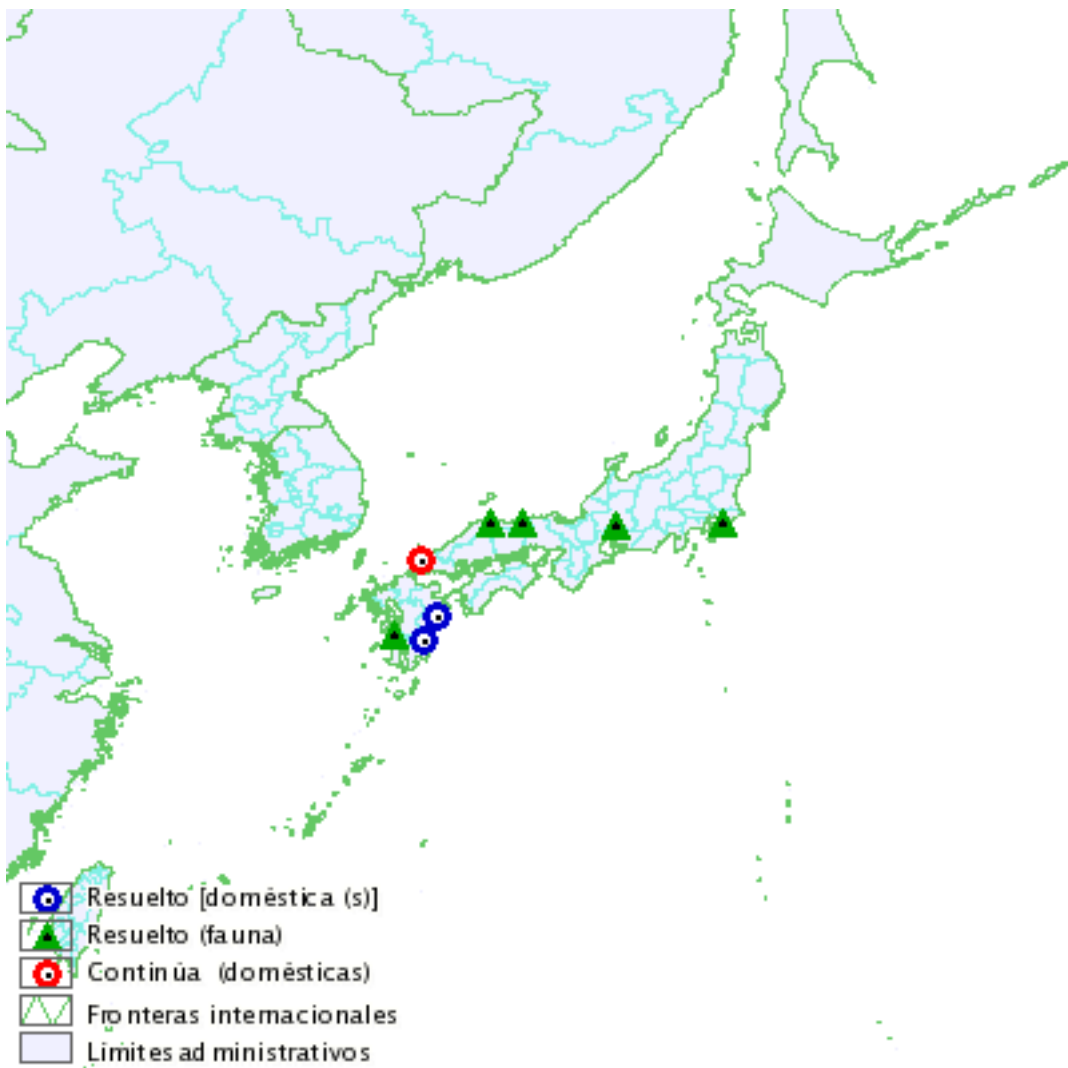 Resuelto [doméstica (s)]
Resuelto (fauna)
Continúa (domésticas)
Fronteras internacionales
Límites administrativos